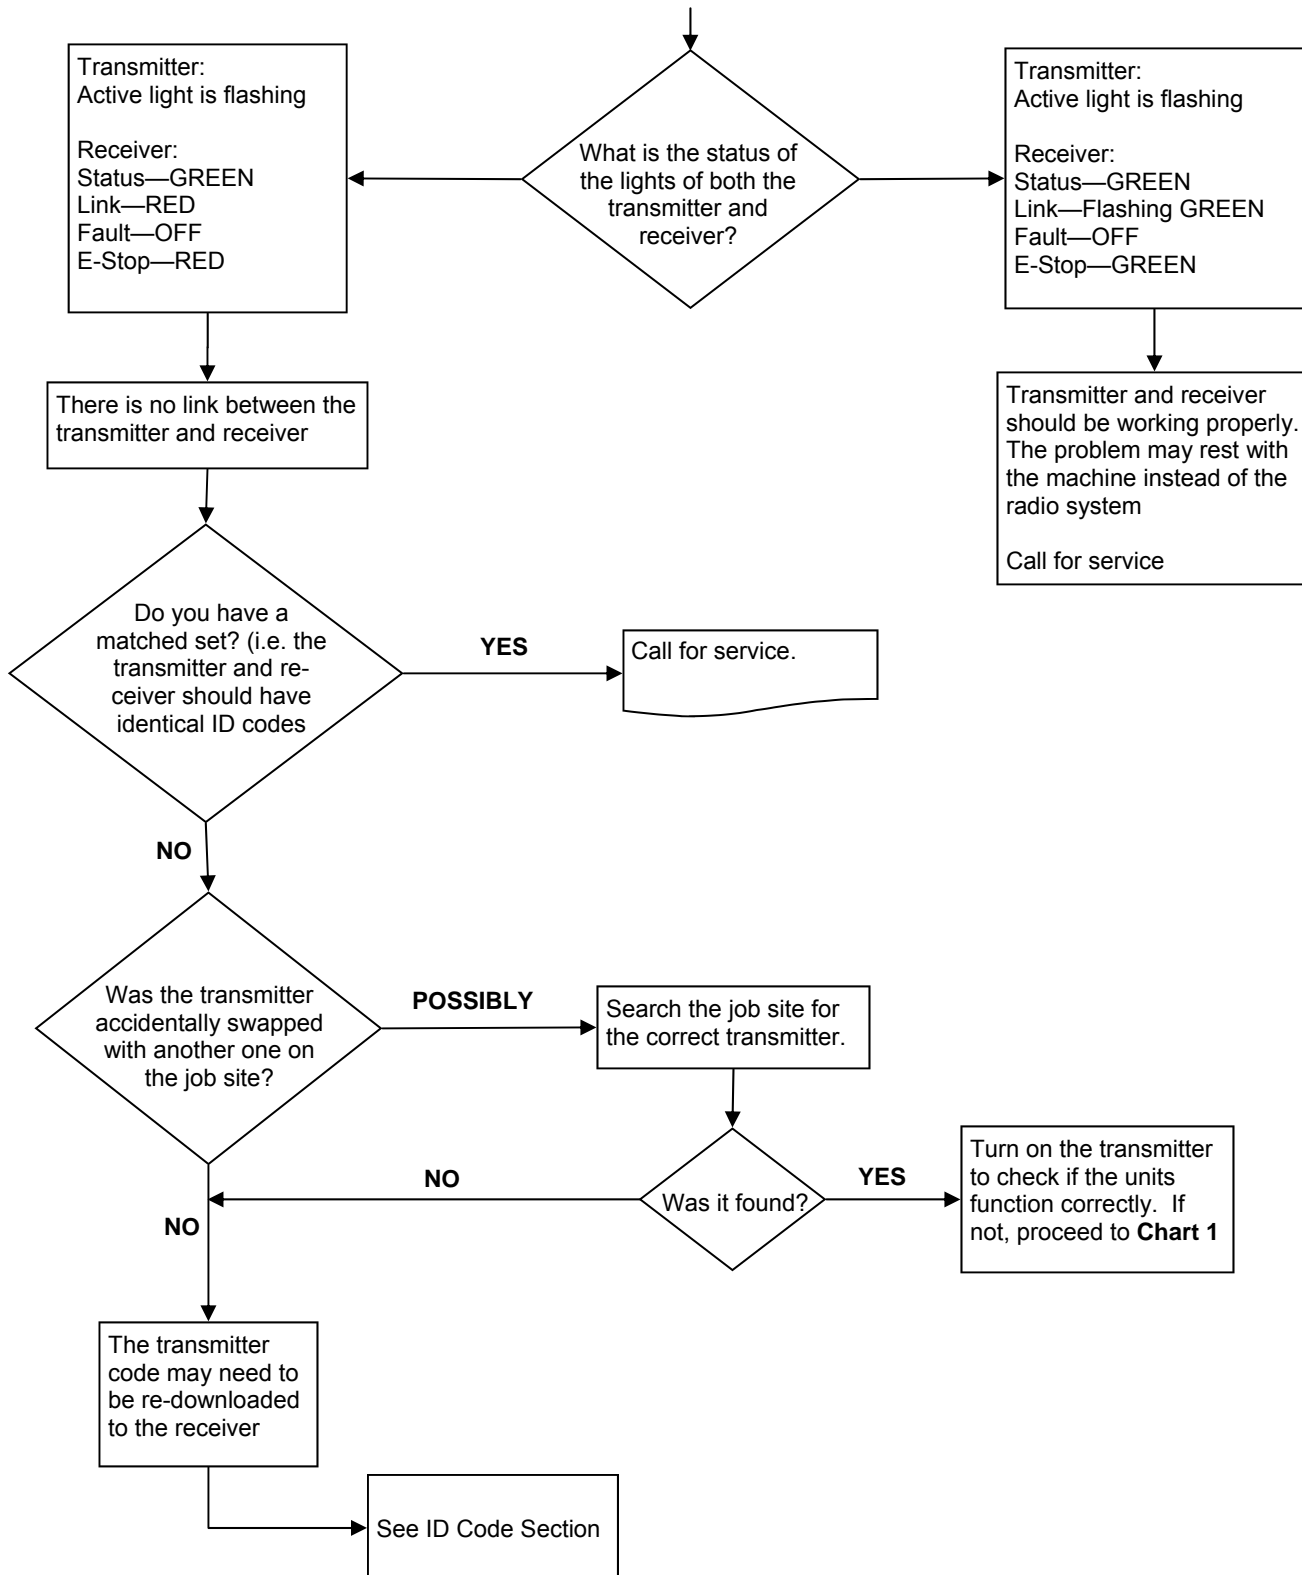 Transmitter:
Active light is flashing
Receiver:
Status—GREEN
Link—RED
Fault—OFF
E-Stop—RED
What is the status of
the lights of both the
transmitter and
receiver?
Transmitter:
Active light is flashing
Receiver:
Status—GREEN
Link—Flashing GREEN
Fault—OFF
E-Stop—GREEN
There is no link between the
transmitter and receiver
Transmitter and receiver
should be working properly.
The problem may rest with
the machine instead of the
radio system
Call for service
Do you have a
matched set? (i.e. the
transmitter and re-
ceiver should have
identical ID codes
YES
Call for service.
NO
Was the transmitter
accidentally swapped
with another one on
the job site?
POSSIBLY
Search the job site for
the correct transmitter.
Was it found?
YES
Turn on the transmitter
to check if the units
function correctly.  If
not, proceed to Chart 1
NO
NO
The transmitter
code may need to
be re-downloaded
to the receiver
See ID Code Section